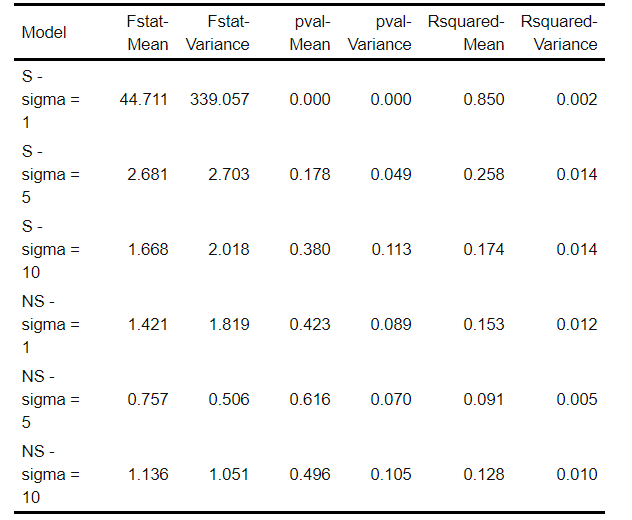 Model Fstat-Mean Fstat-Variance pval-Mean pval-Variance Rsquared-Mean Rsquared-Variance
S - sigma = 1 44.711 339.057 0.000 0.000 0.850 0.002
S - sigma = 5 2.681 2.703 0.178 0.049 0.258 0.014
S - sigma = 10 1.668 2.018 0.380 0.113 0.174 0.014
NS - sigma = 1 1.421 1.819 0.423 0.089 0.153 0.012
NS - sigma = 5 0.757 0.506 0.616 0.070 0.091 0.005
NS - sigma = 10 1.136 1.051 0.496 0.105 0.128 0.010